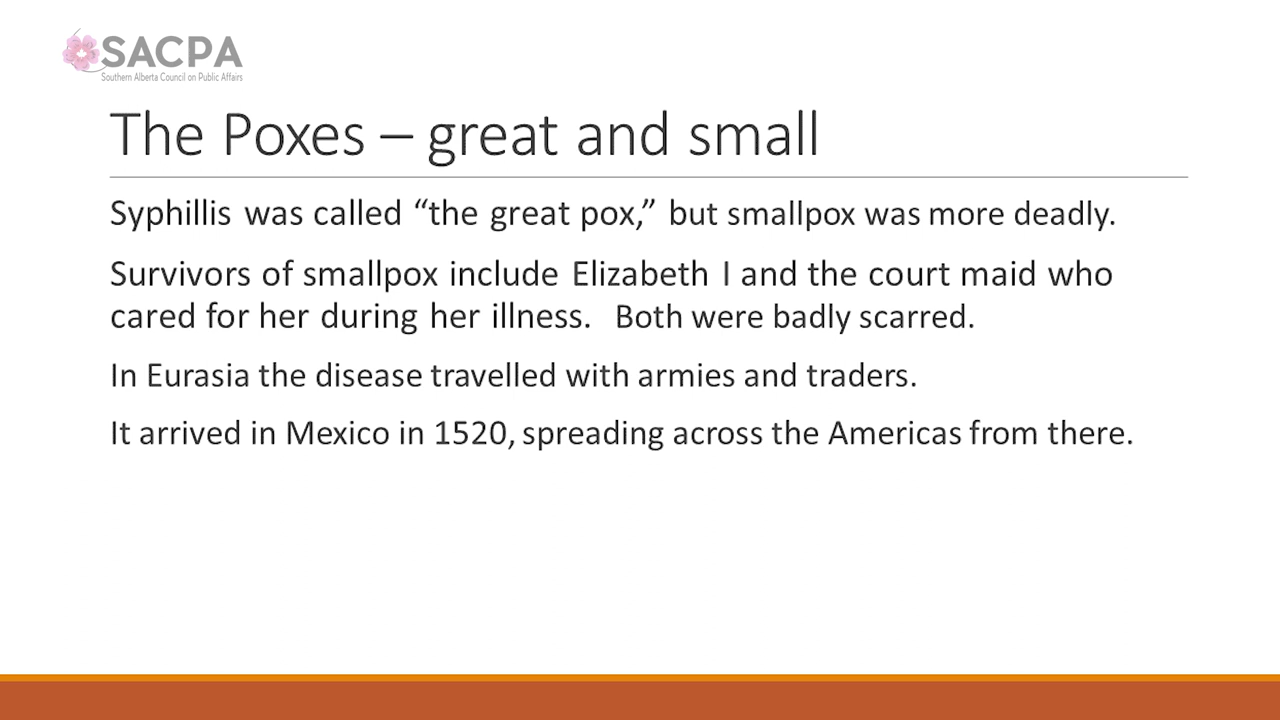 SACPA
Southern Alberta Council on Public Affairs
The Poxes – great and small
Syphillis was called “the great pox,” but smallpox was more deadly.
Survivors of smallpox include Elizabeth I and the court maid who
cared for her during her illness.   Both were badly scarred.
In Eurasia the disease travelled with armies and traders.
It arrived in Mexico in 1520, spreading across the Americas from there.